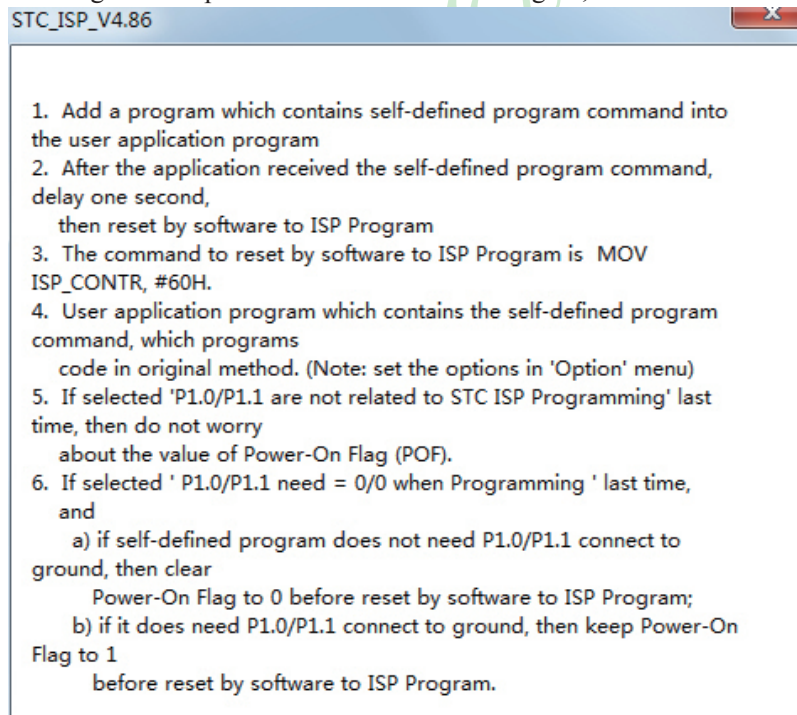 STC_ISP_V4.86
1. Add a program which contains self-defined program command into
the user application program
2. After the application received the self-defined program command,
delay one second,
then reset by software to ISP Program
3. The command to reset by software to ISP Program is MOV
ISP_CONTR, #60H.
4. User application program which contains the self-defined program
command, which programs
code in original method. (Note: set the options in 'Option' menu)
5. If selected 'P1.0/P1.1 are not related to STC ISP Programming' last
time, then do not worry
about the value of Power-On Flag (POF).
6. If selected ' P1.0/P1.1 need = 0/0 when Programming ' last time,
and
a) if self-defined program does not need P1.0/P1.1 connect to
ground, then clear
Power-On Flag to 0 before reset by software to ISP Program;
b) if it does need P1.0/P1.1 connect to ground, then keep Power-On
Flag to 1
before reset by software to ISP Program.